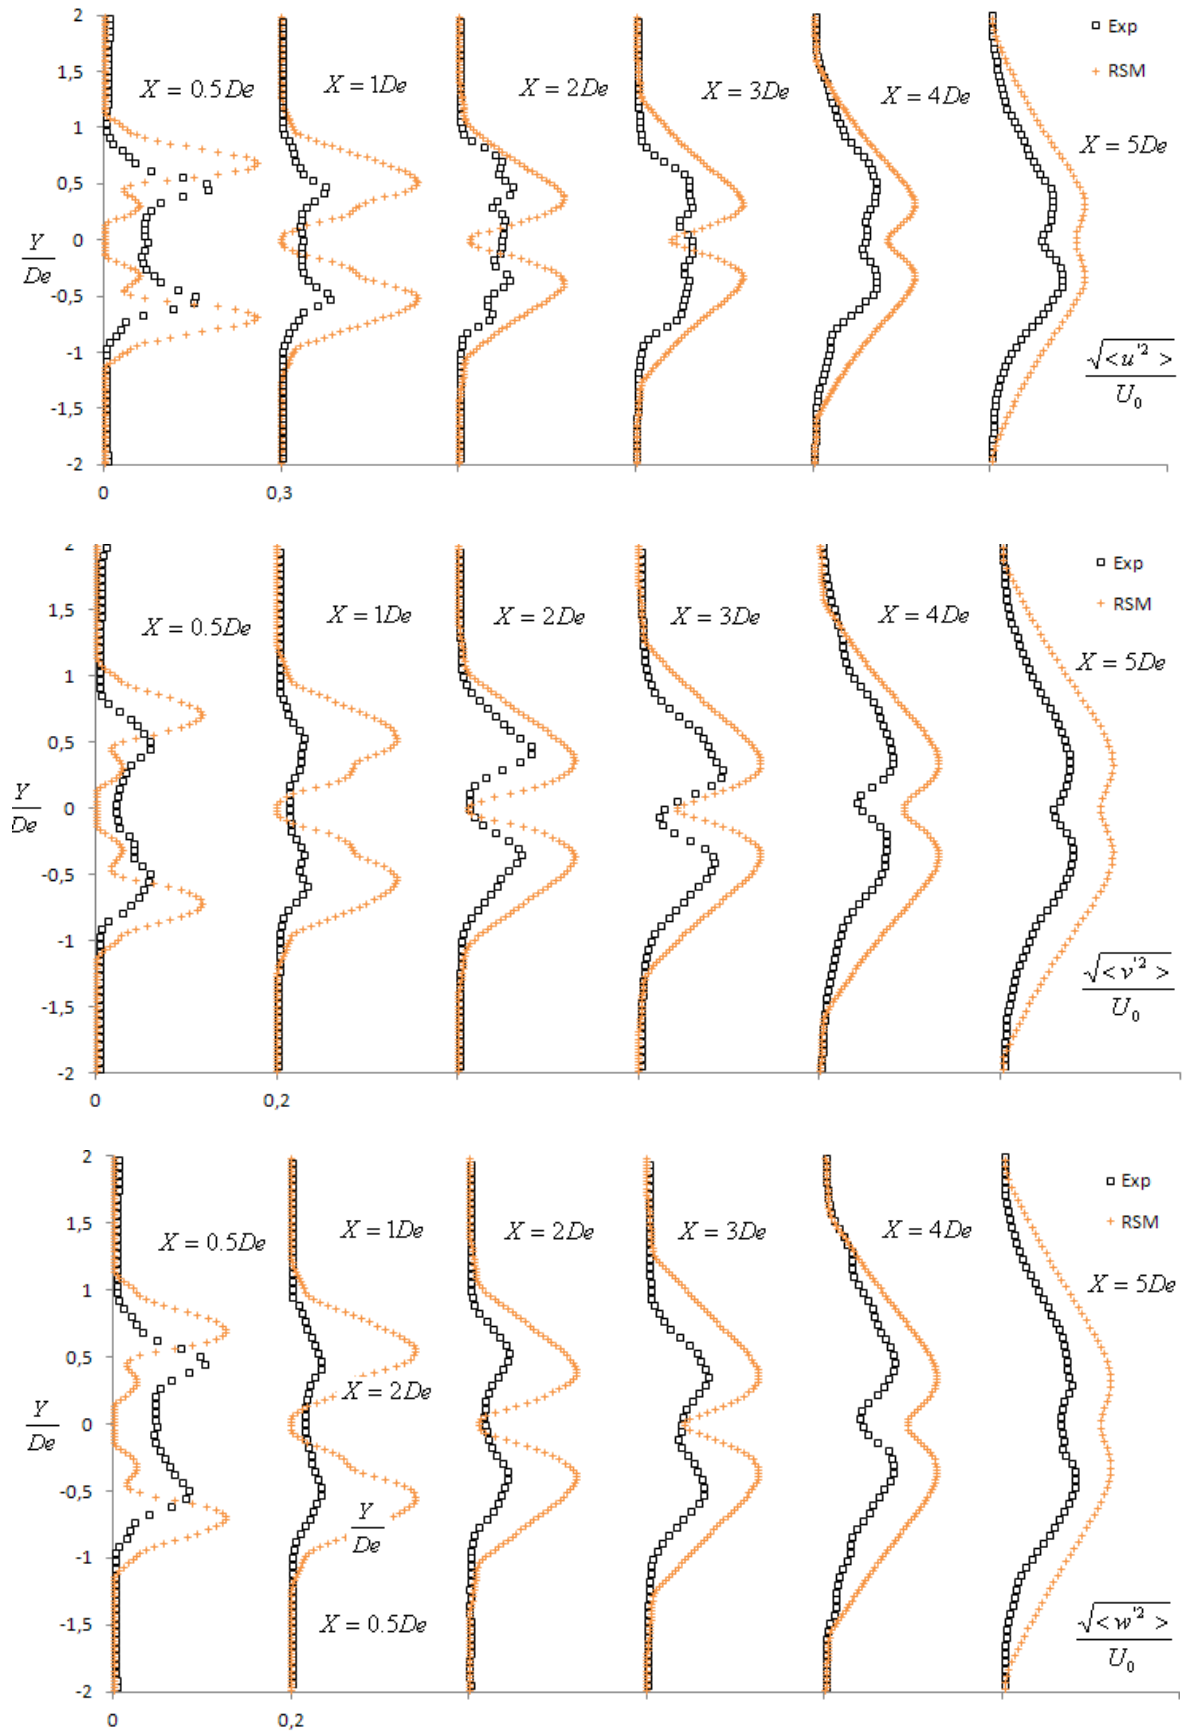 2
Exp
1,5
X = 0.5De
X = 1De
X = 2De
X = 3De
X = 4De
RSM
1
X = 5De
0,5
Y
0
De
-0,5
-1
√<u'²>
U₀
-1,5
-2
0
0,3
2
Exp
1,5
X = 0.5De
X = 1De
X = 2De
X = 3De
X = 4De
RSM
1
X = 5De
0,5
Y
0
De
-0,5
-1
√<v'²>
U₀
-1,5
-2
0
0,2
2
Exp
1,5
X = 0.5De
X = 1De
X = 2De
X = 3De
X = 4De
RSM
1
X = 5De
0,5
X = 2De
Y
0
De
-0,5
Y
De
-1
X = 0.5De
-1,5
√<w'²>
U₀
-2
0
0,2